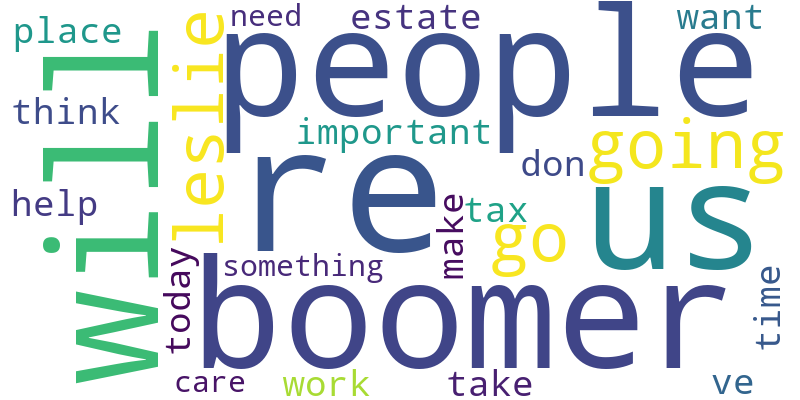 need
estate
want
place
people
will
leslie
think
important
going
re
don
us
help
tax
make
go
today
something
boomer
time
care
work
take
ve